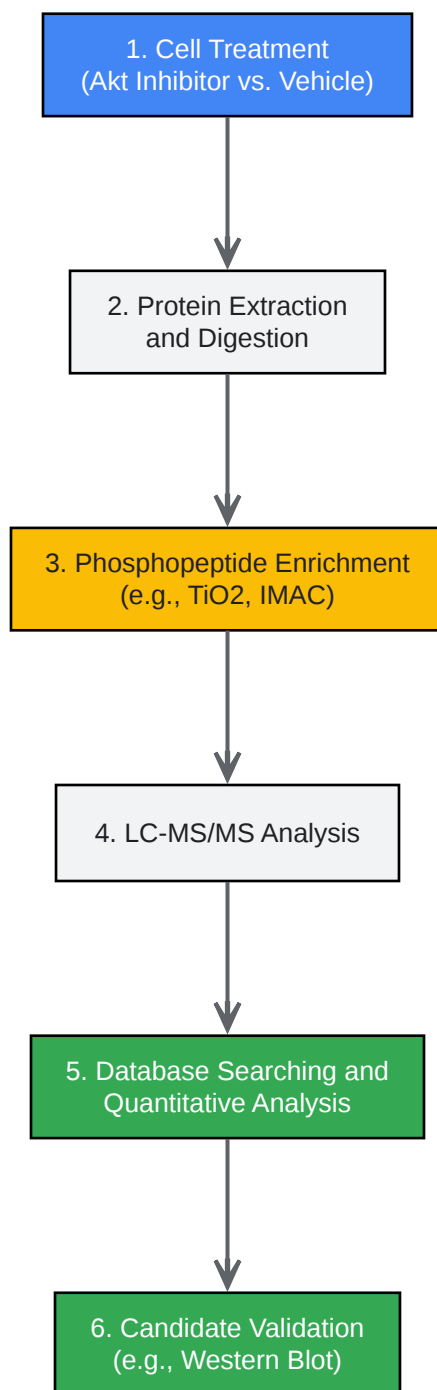 1. Cell Treatment
(Akt Inhibitor vs. Vehicle)
2. Protein Extraction
and Digestion
3. Phosphopeptide Enrichment
(e.g., TiO2, IMAC)
4. LC-MS/MS Analysis
5. Database Searching and
Quantitative Analysis
6. Candidate Validation
(e.g., Western Blot)